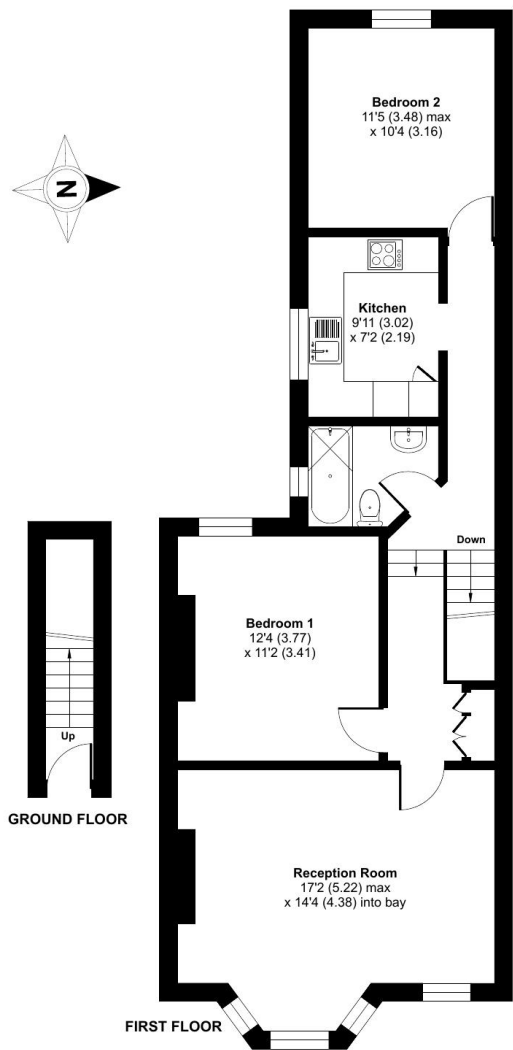 Bedroom 2
11'5 (3.48) max
x 10'4 (3.16)
N
Kitchen
9'11 (3.02)
x 7'2 (2.19)
Down
Bedroom 1
12'4 (3.77)
x 11'2 (3.41)
Up
GROUND FLOOR
Reception Room
17'2 (5.22) max
x 14'4 (4.38) into bay
FIRST FLOOR